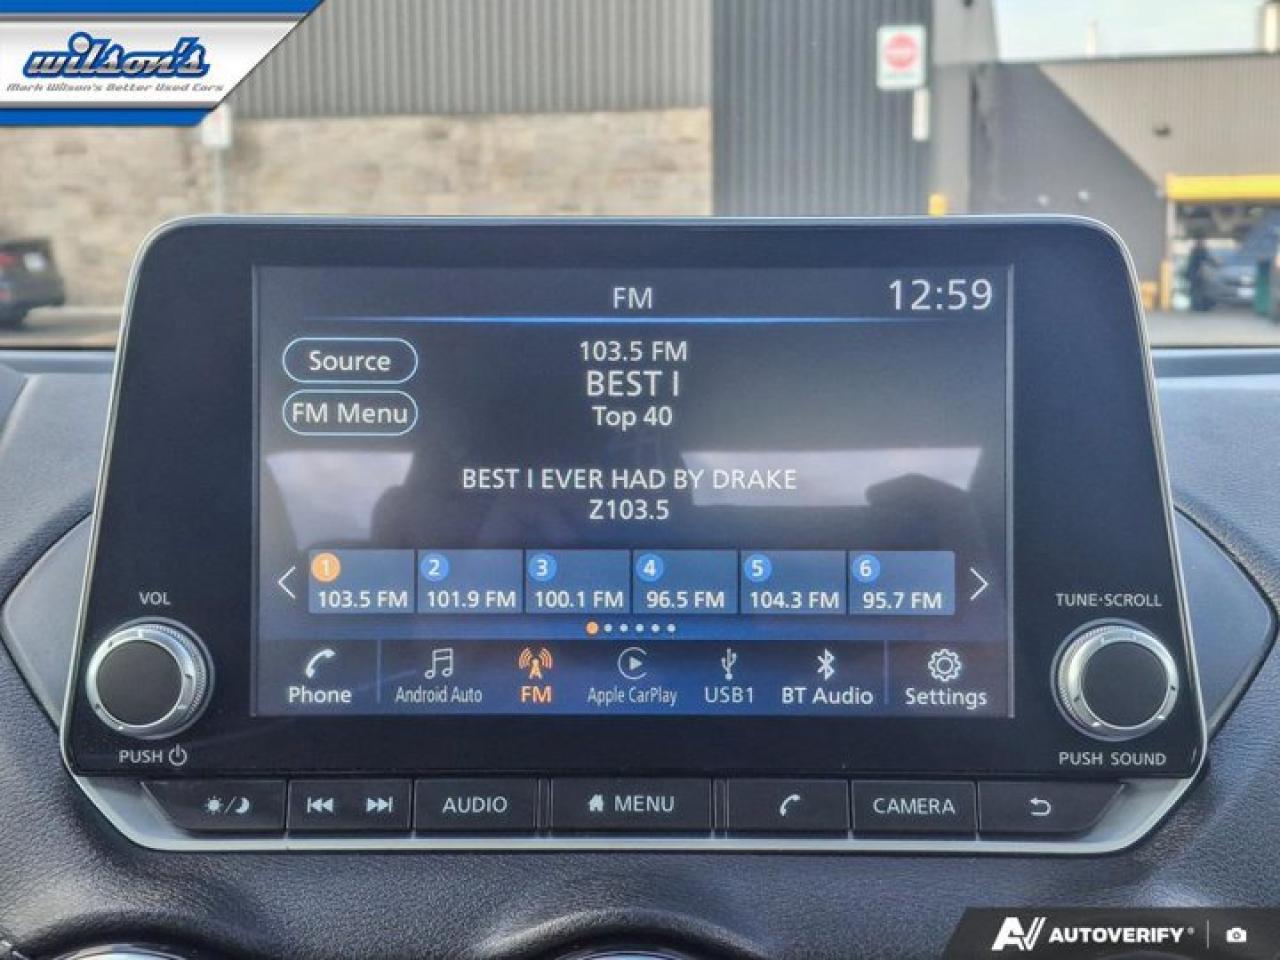 wilson's
Mark Wilson's Better Used Cars
FM
12:59
Source
FM Menu
103.5 FM
BEST I
Top 40
BEST I EVER HAD BY DRAKE
Z103.5
1
103.5 FM
2
101.9 FM
3
100.1 FM
4
96.5 FM
5
104.3 FM
6
95.7 FM
VOL
TUNE·SCROLL
Phone
Android Auto
FM
Apple CarPlay
USB1
BT Audio
Settings
PUSH
PUSH SOUND
AUDIO
MENU
CAMERA
AV AUTOVERIFY